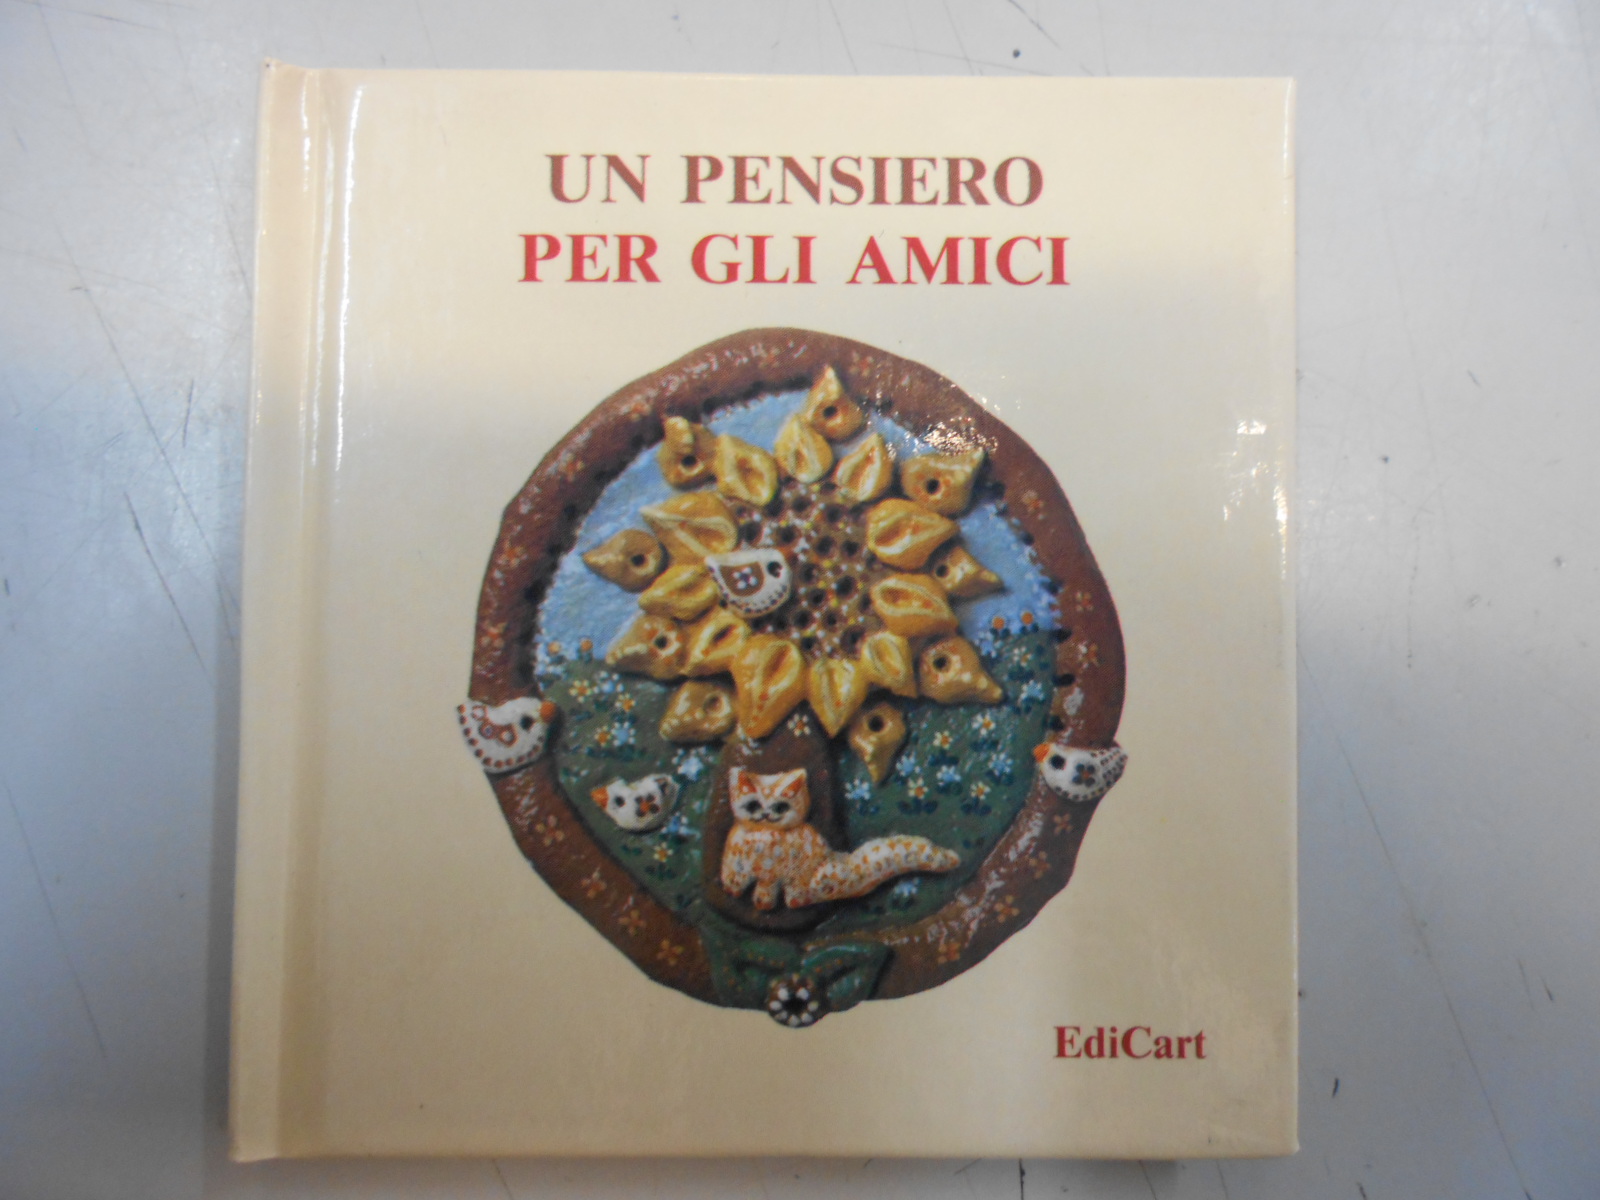 UN PENSIERO
PER GLI AMICI
EdiCart